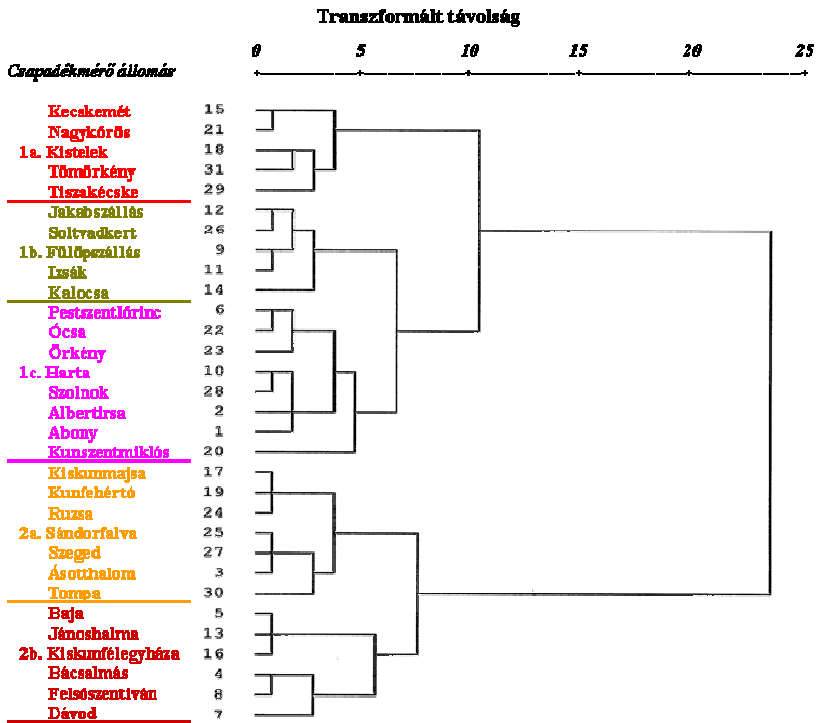 Transzformált távolság
0 5 10 15 20 25
Csapadékmérő állomás
Kecskemét 15
Nagykőrös 21
1a. Kistelek 18
Tömörkény 31
Tiszakécske 29
Jakabszállás 12
Soltvadkert 26
1b. Fülöpszállás 9
Izsák 11
Kalocsa 14
Pestszentlőrinc 6
Ócsa 22
Örkény 23
1c. Harta 10
Szolnok 28
Albertirsa 2
Abony 1
Kunszentmiklós 20
Kiskunmajsa 17
Kunfehértó 19
Ruzsa 24
2a. Sándorfalva 25
Szeged 27
Ásotthalom 3
Tompa 30
Baja 5
Jánoshalma 13
2b. Kiskunfélegyháza 16
Bácsalmás 4
Felsőszentiván 8
Dávod 7